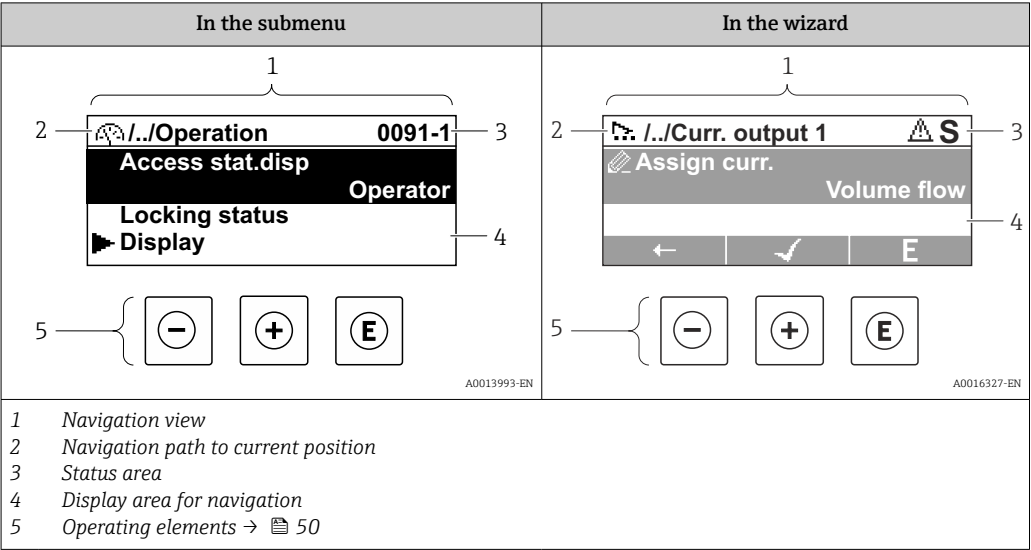 In the submenu
In the wizard
1
1
2
/../Operation 0091-1
3
Access stat.disp
Operator
Locking status
Display
4
2
/../Curr. output 1 S
3
Assign curr.
Volume flow
4
← ✓ E
5
− + E
5
− + E
A0013993-EN
A0016327-EN
1 Navigation view
2 Navigation path to current position
3 Status area
4 Display area for navigation
5 Operating elements → 50